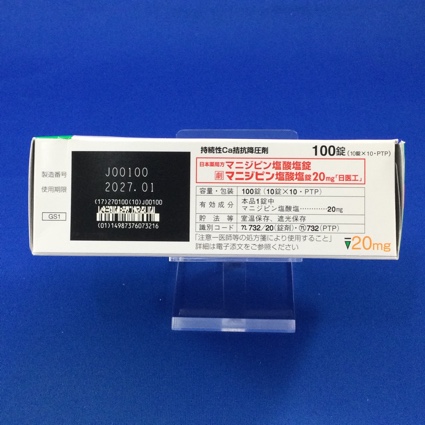 持続性Ca拮抗降圧剤 100錠 (10錠×10・PTP)
日本薬局方 マニジピン塩酸塩錠
劇 マニジピン塩酸塩錠20mg「日医工」
容量・包装 100錠 (10錠×10・PTP)
有効成分 本品1錠中
マニジピン塩酸塩…………20mg
貯法等 室温保存、遮光保存
識別コード n 732/20 (錠剤)・n 732 (PTP)
「注意－医師等の処方箋により使用すること」
詳細は電子添文をご参照ください
20mg
製造番号 J00100
使用期限 2027.01
(17)270100(10)J00100
GS1
(01)14987376073216